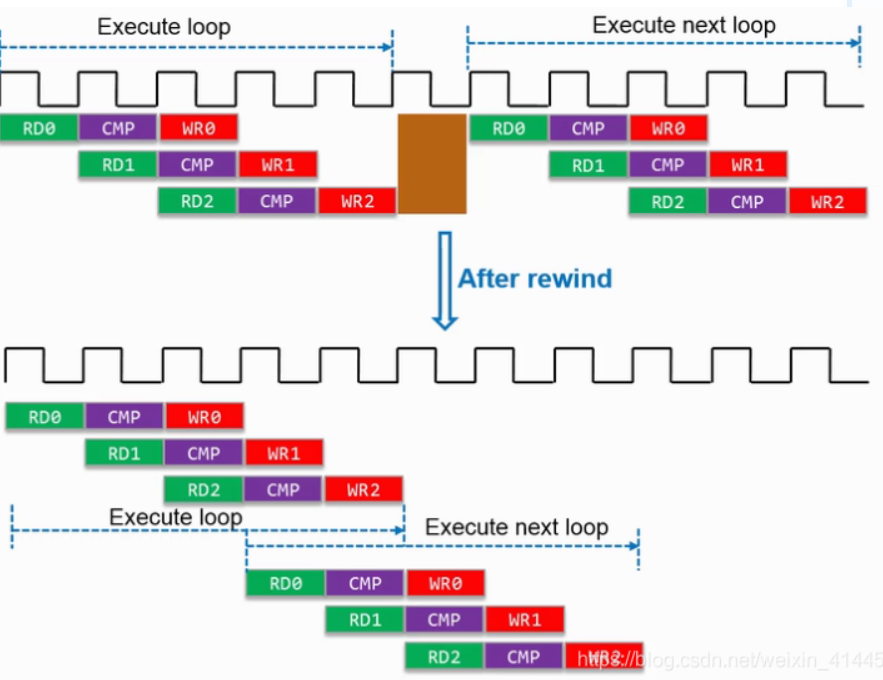 Execute loop
Execute next loop
RD0 CMP WR0 RD0 CMP WR0
RD1 CMP WR1 RD1 CMP WR1
RD2 CMP WR2 RD2 CMP WR2
After rewind
RD0 CMP WR0
RD1 CMP WR1
RD2 CMP WR2
Execute loop
Execute next loop
RD0 CMP WR0
RD1 CMP WR1
RD2 CMP WR2
https://blog.csdn.net/weixin_41445